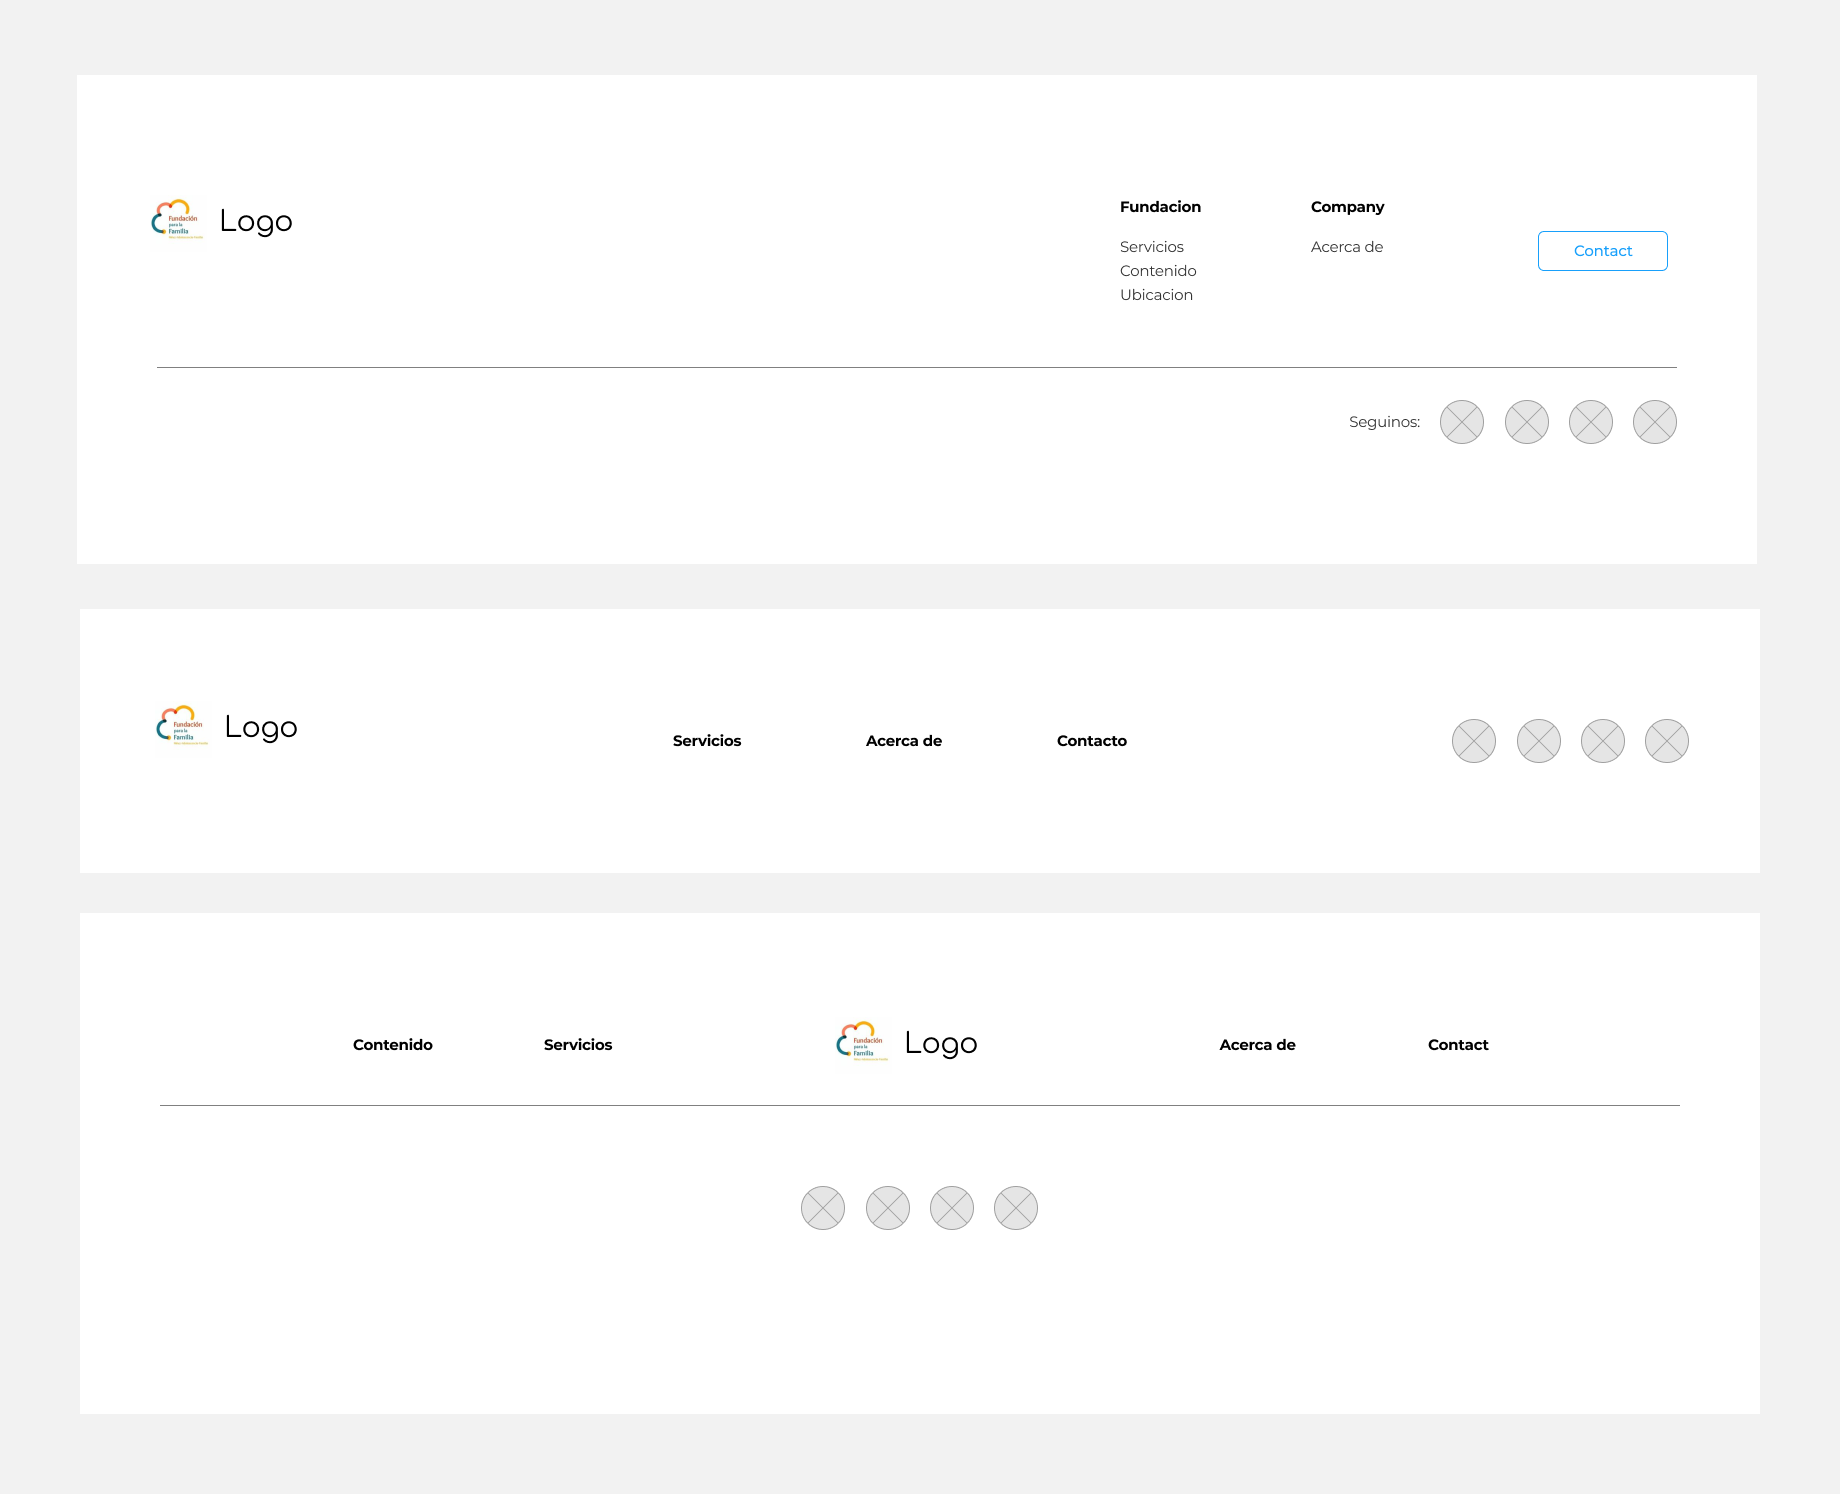 Fundación
para la
Familia
Logo
Fundacion
Company
Servicios
Acerca de
Contact
Contenido
Ubicacion
Seguinos:
Fundación
para la
Familia
Logo
Servicios
Acerca de
Contacto
Contenido
Servicios
Fundación
para la
Familia
Logo
Acerca de
Contact